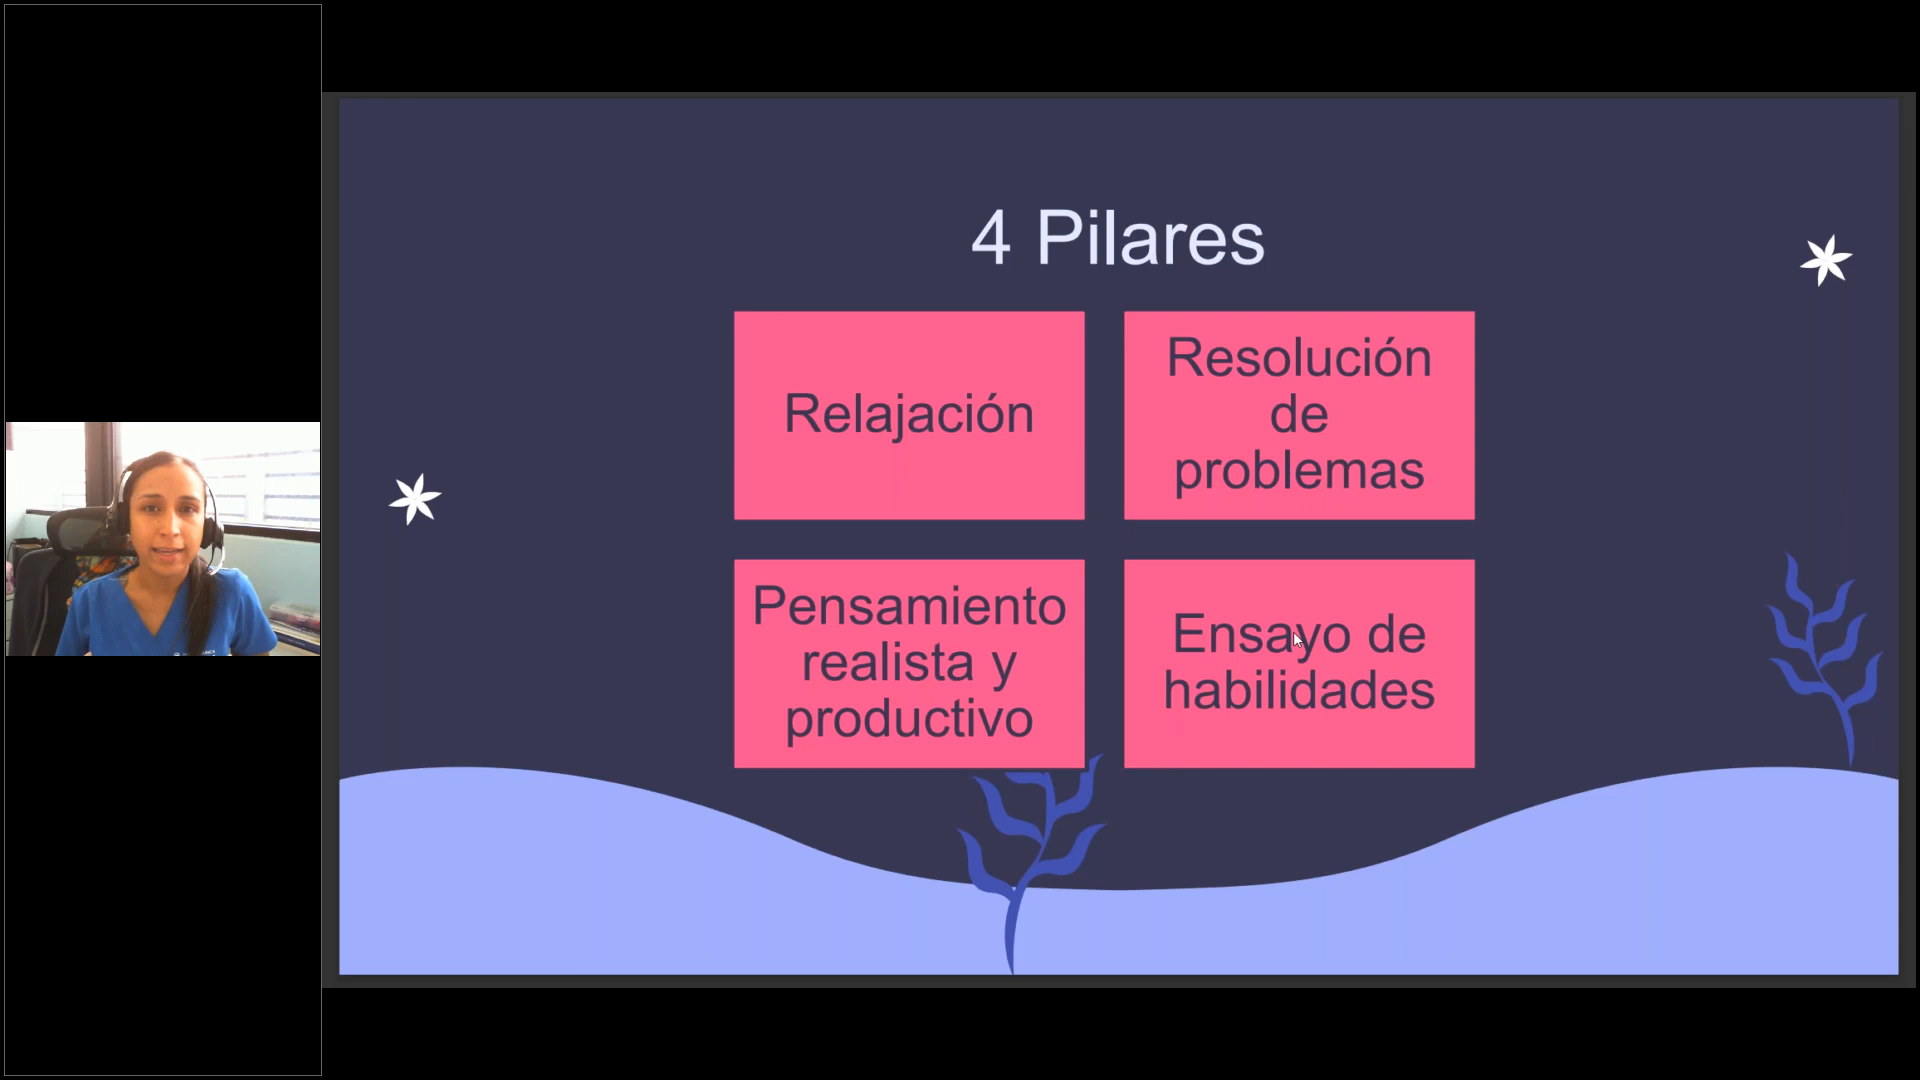 4 Pilares
Relajación
Resolución
de
problemas
Pensamiento
realista y
productivo
Ensayo de
habilidades